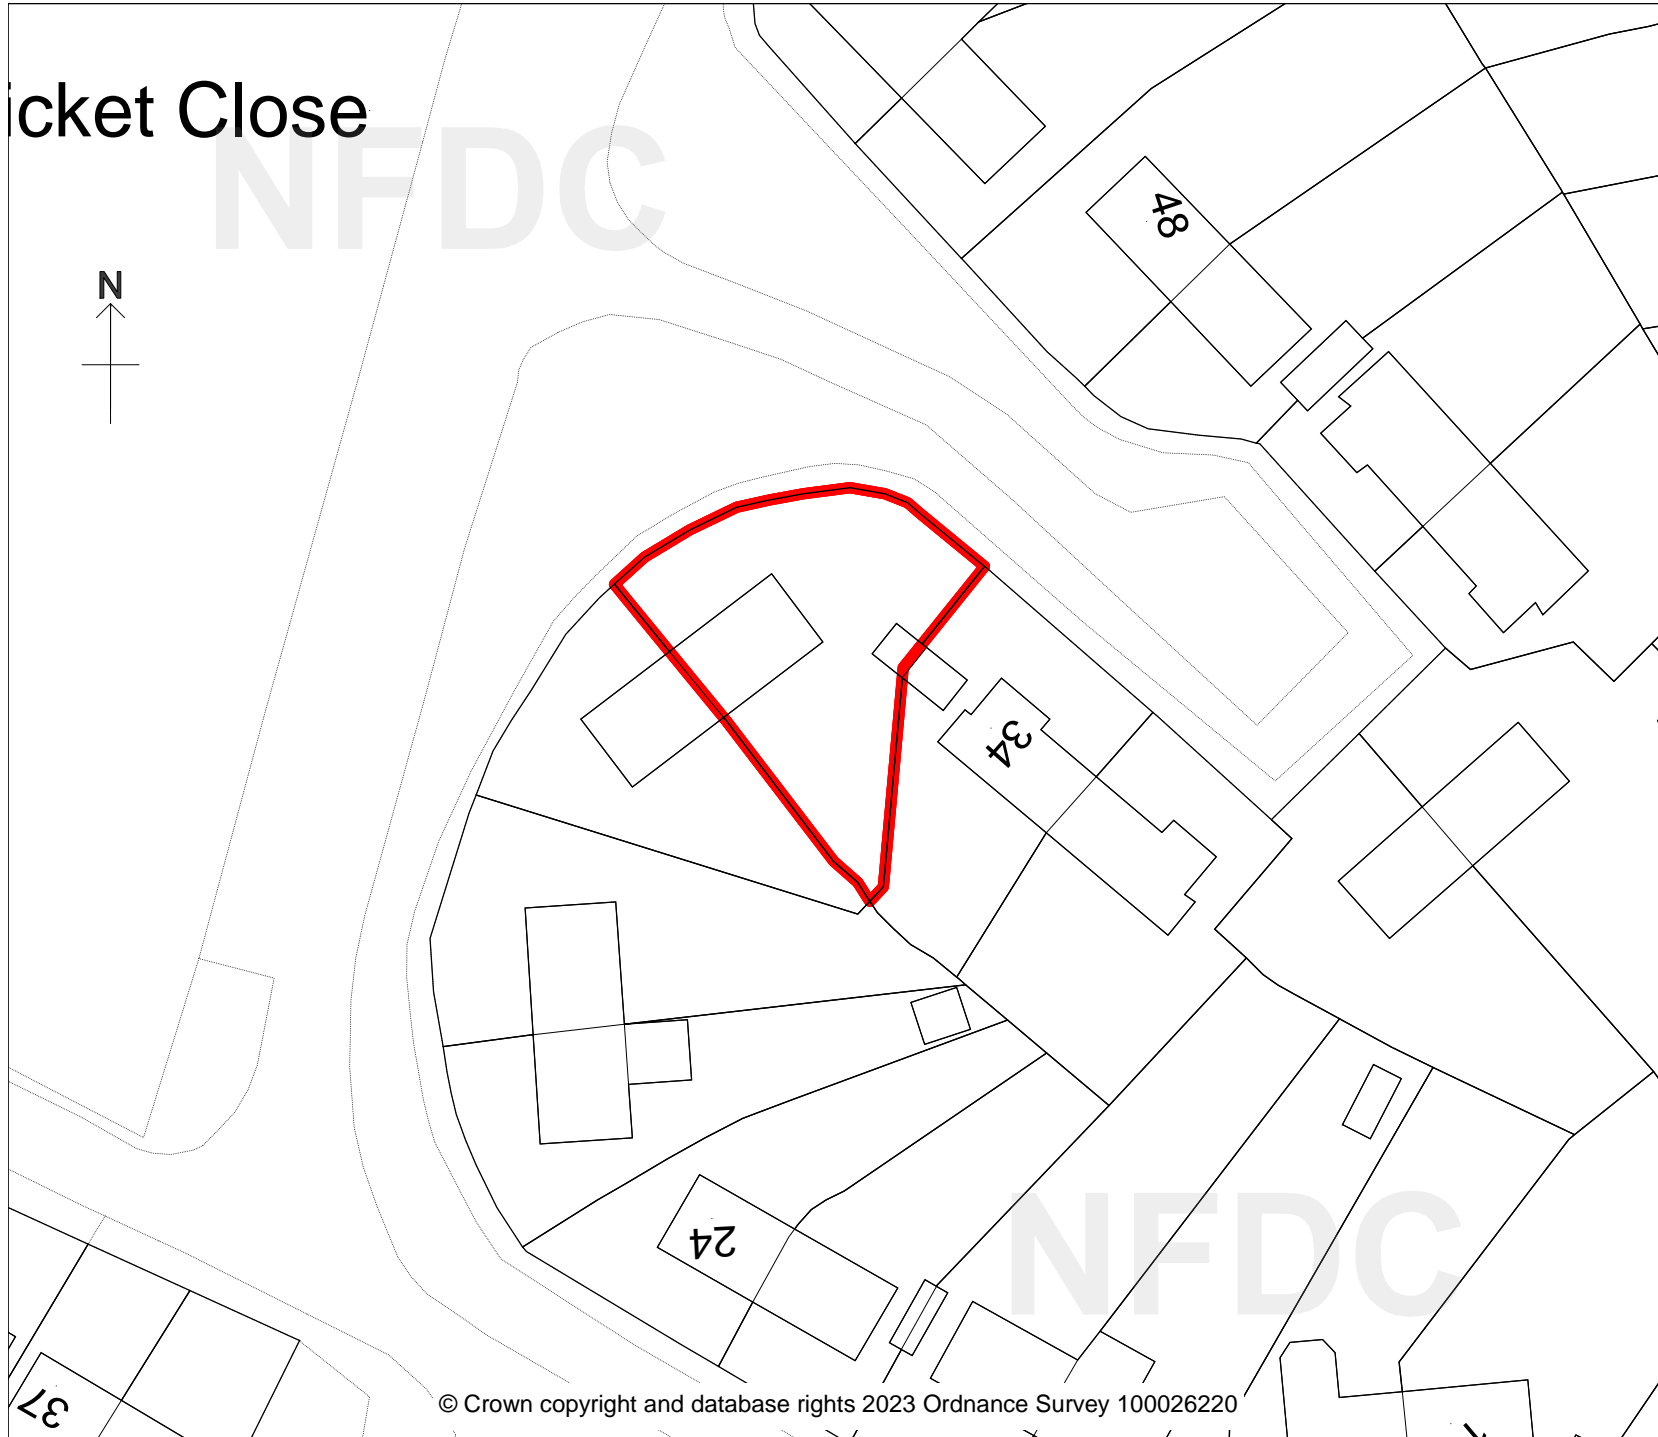 icket Close
NFDC
N
48
34
24
NFDC
37
© Crown copyright and database rights 2023 Ordnance Survey 100026220